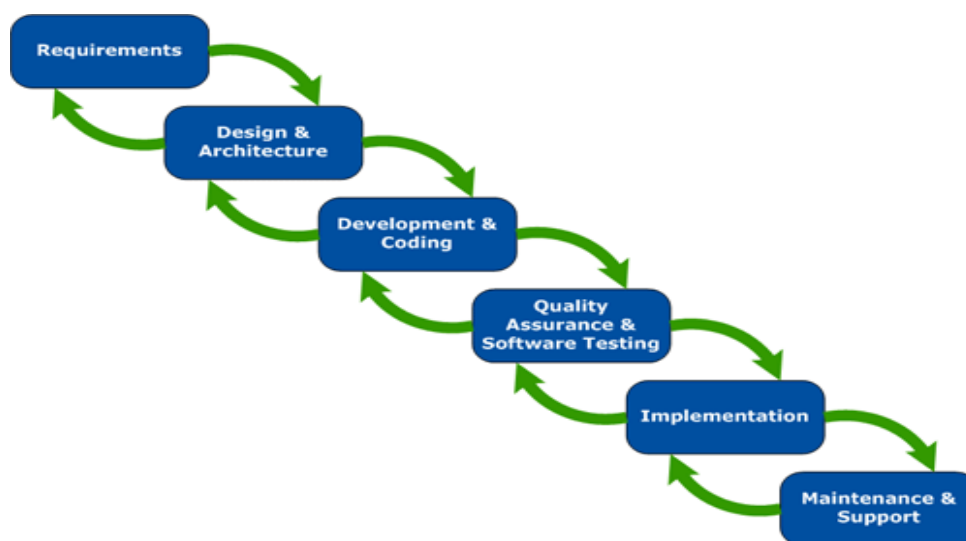 Requirements
Design &
Architecture
Development &
Coding
Quality
Assurance &
Software Testing
Implementation
Maintenance &
Support